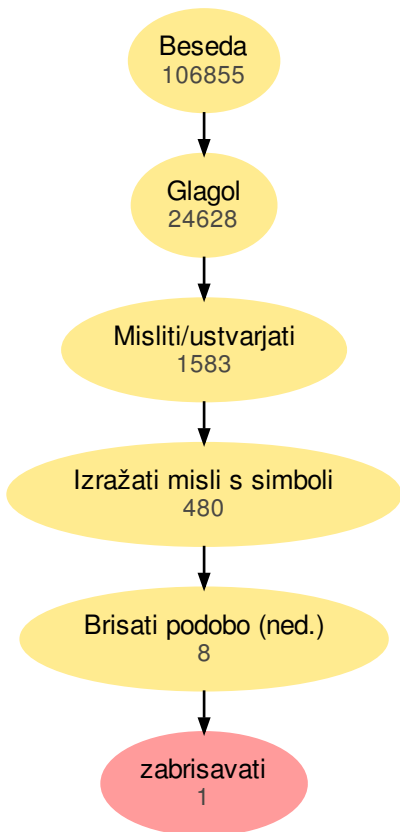 Beseda
106855
Glagol
24628
Misliti/ustvarjati
1583
Izražati misli s simboli
480
Brisati podobo (ned.)
8
zabrisavati
1